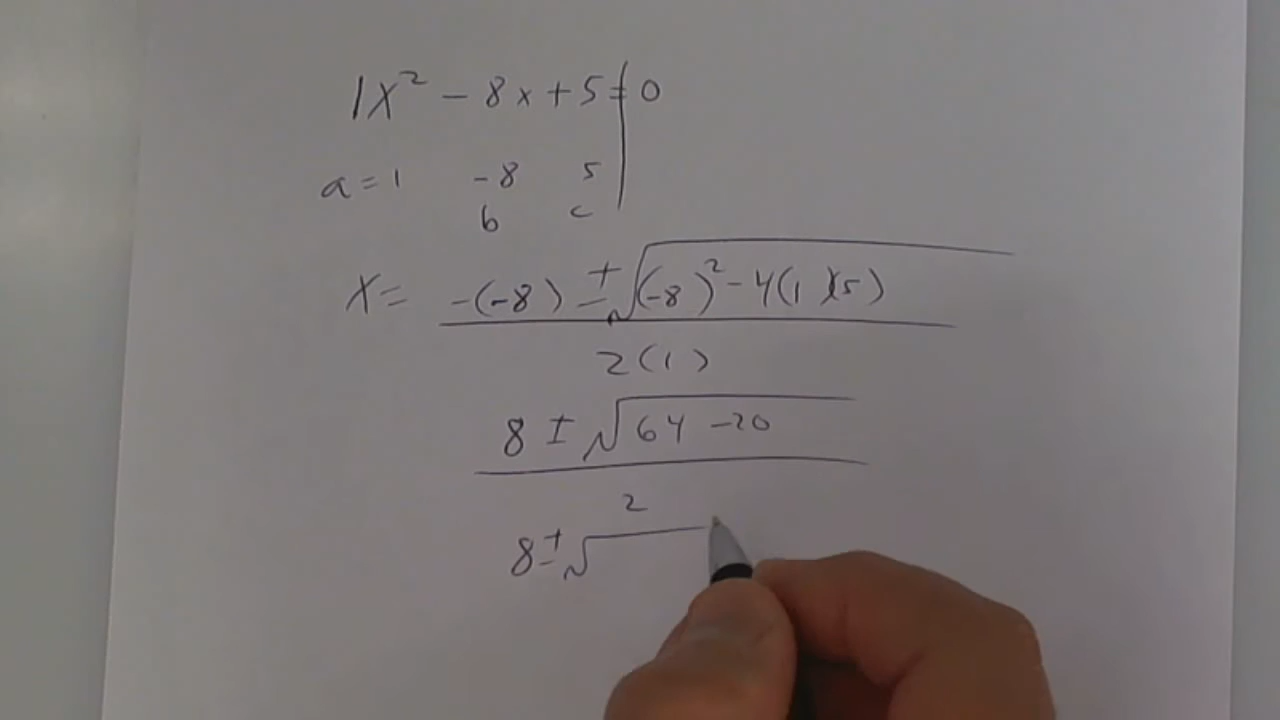 1x² - 8x + 5 = 0
a = 1 -8 5
b c
x = -(-8) ± √(-8)² - 4(1)(5)
2(1)
8 ± √64 - 20
2
8 ± √